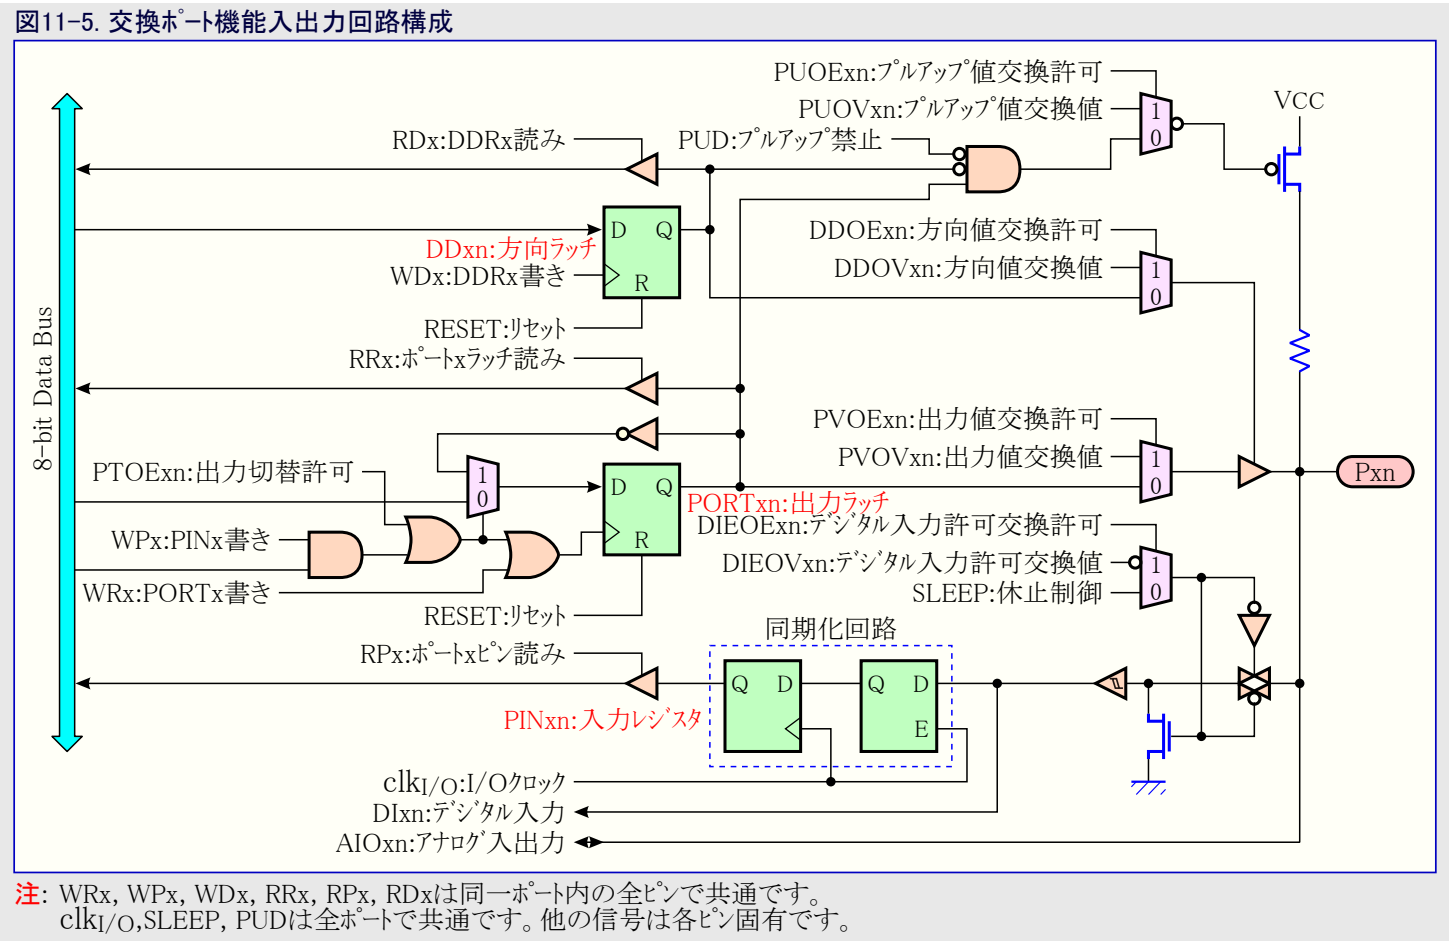 図11-5. 交換ﾎﾟｰﾄ機能入出力回路構成
PUOExn:ﾌﾟﾙｱｯﾌﾟ値交換許可
PUOVxn:ﾌﾟﾙｱｯﾌﾟ値交換値
1
0
VCC
RDx:DDRx読み
PUD:ﾌﾟﾙｱｯﾌﾟ禁止
D Q
R
DDxn:方向ﾗｯﾁ
WDx:DDRx書き
RESET:ﾘｾｯﾄ
DDOExn:方向値交換許可
DDOVxn:方向値交換値
1
0
8-bit Data Bus
RRx:ﾎﾟｰﾄxﾗｯﾁ読み
PVOExn:出力値交換許可
PVOVxn:出力値交換値
1
0
Pxn
PTOExn:出力切替許可
1
0
D Q
R
PORTxn:出力ﾗｯﾁ
WPx:PINx書き
WRx:PORTx書き
RESET:ﾘｾｯﾄ
DIEOExn:ﾃﾞｼﾞﾀﾙ入力許可交換許可
DIEOVxn:ﾃﾞｼﾞﾀﾙ入力許可交換値
SLEEP:休止制御
1
0
同期化回路
RPx:ﾎﾟｰﾄxﾋﾟﾝ読み
Q D
Q D
E
PINxn:入力ﾚｼﾞｽﾀ
clkI/O:I/Oｸﾛｯｸ
DIxn:ﾃﾞｼﾞﾀﾙ入力
AIOxn:ｱﾅﾛｸﾞ入出力
注: WRx, WPx, WDx, RRx, RPx, RDxは同一ﾎﾟｰﾄ内の全ﾋﾟﾝで共通です。
clkI/O,SLEEP, PUDは全ﾎﾟｰﾄで共通です。他の信号は各ﾋﾟﾝ固有です。